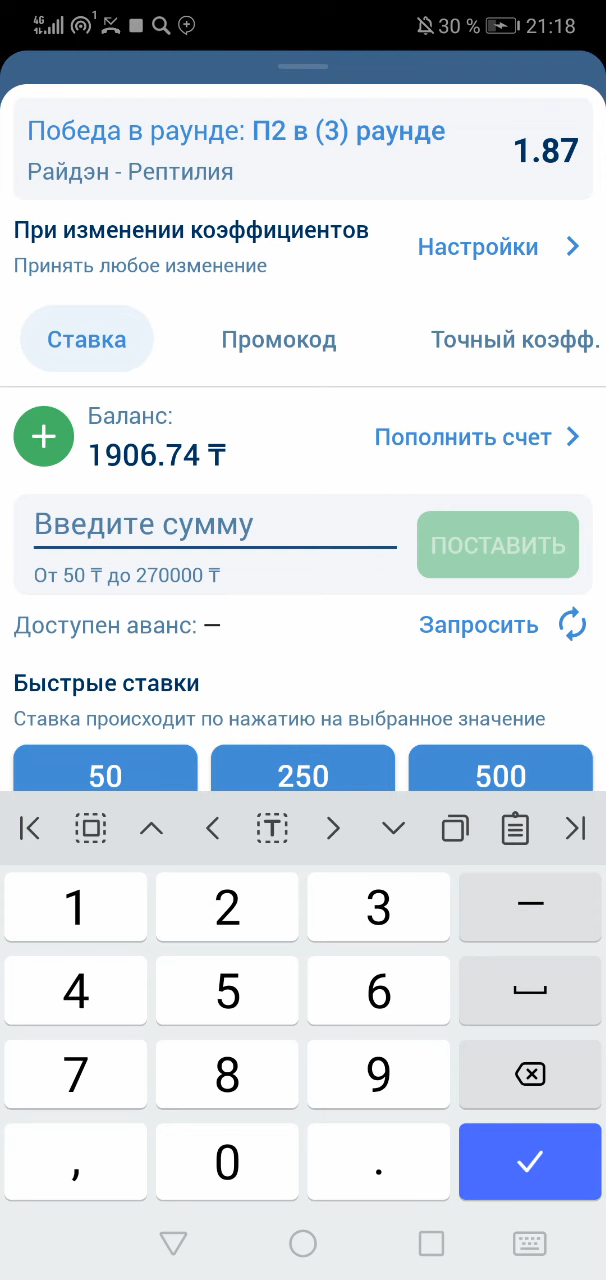 4G 1 30 % 21:18
Победа в раунде: П2 в (3) раунде
1.87
Райдэн - Рептилия
При изменении коэффициентов
Принять любое изменение
Настройки
Ставка Промокод Точный коэфф.
Баланс:
1906.74 ₸
Пополнить счет
Введите сумму
ПОСТАВИТЬ
От 50 ₸ до 270000 ₸
Доступен аванс: —
Запросить
Быстрые ставки
Ставка происходит по нажатию на выбранное значение
50 250 500
T
1 2 3 –
4 5 6
7 8 9
, 0 .